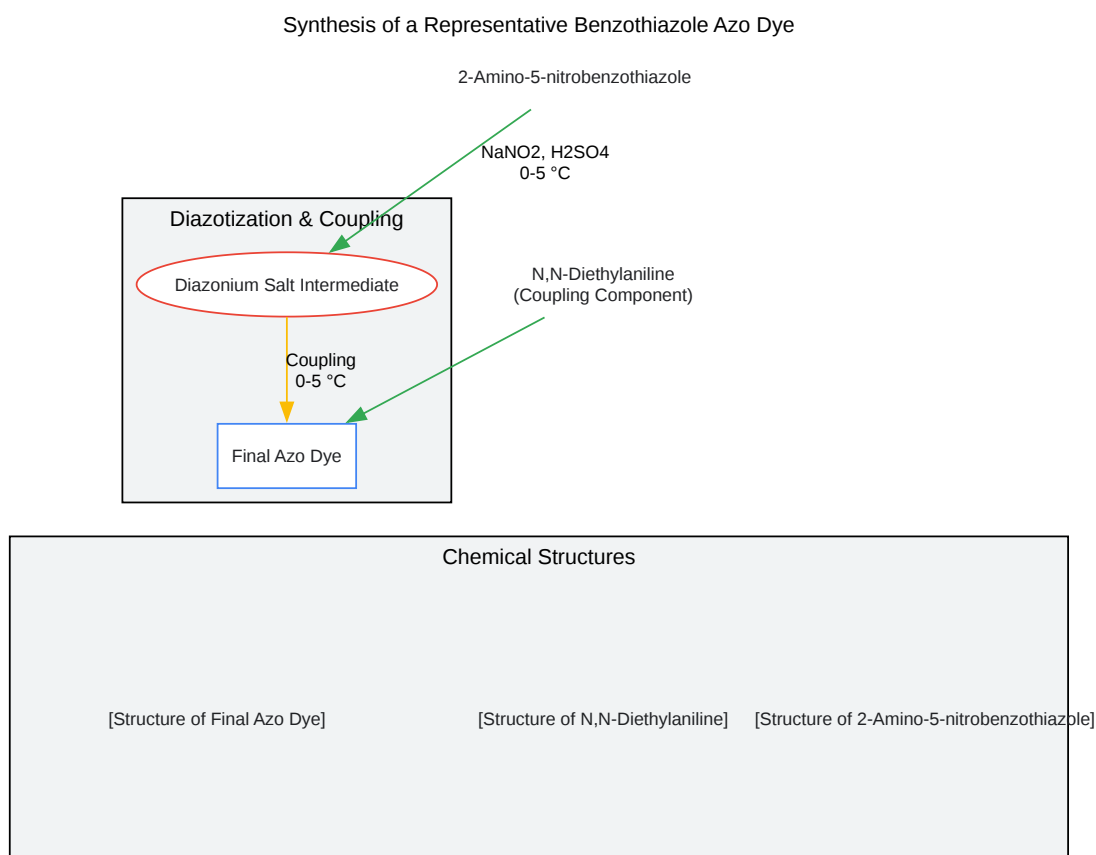 Synthesis of a Representative Benzothiazole Azo Dye
2-Amino-5-nitrobenzothiazole
NaNO2, H2SO4
0-5 °C
Diazotization & Coupling
Diazonium Salt Intermediate
N,N-Diethylaniline
(Coupling Component)
Coupling
0-5 °C
Final Azo Dye
Chemical Structures
[Structure of Final Azo Dye]
[Structure of N,N-Diethylaniline]
[Structure of 2-Amino-5-nitrobenzothiazole]